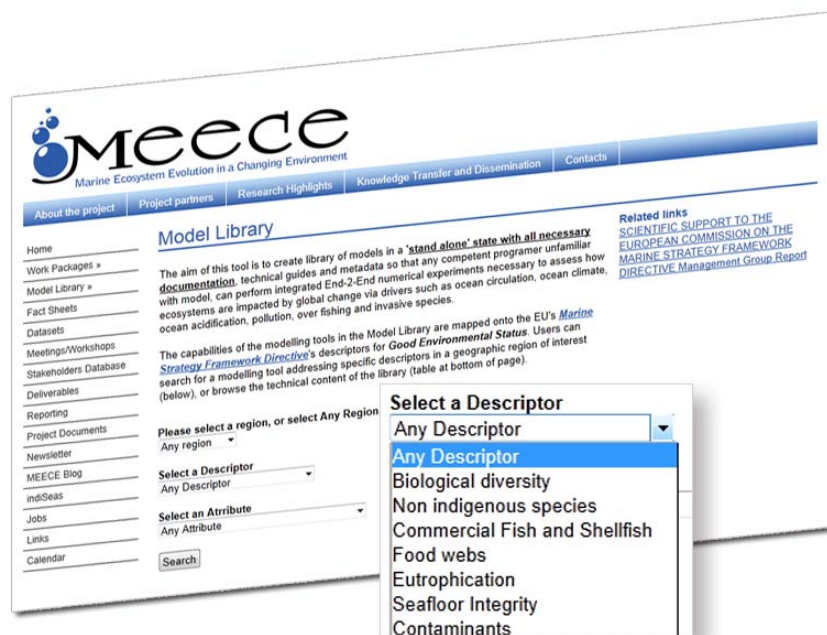 MEECE
Marine Ecosystem Evolution in a Changing Environment
About the project
Project partners
Research Highlights
Knowledge Transfer and Dissemination
Contacts
Home
Work Packages »
Model Library »
Fact Sheets
Datasets
Meetings/Workshops
Stakeholders Database
Deliverables
Reporting
Project Documents
Newsletter
MEECE Blog
indiSeas
Jobs
Links
Calendar
Model Library
The aim of this tool is to create library of models in a 'stand alone' state with all necessary
documentation, technical guides and metadata so that any competent programer unfamiliar
with model, can perform integrated End-2-End numerical experiments necessary to assess how
ecosystems are impacted by global change via drivers such as ocean circulation, ocean climate,
ocean acidification, pollution, over fishing and invasive species.
The capabilities of the modelling tools in the Model Library are mapped onto the EU's Marine
Strategy Framework Directive's descriptors for Good Environmental Status. Users can
search for a modelling tool addressing specific descriptors in a geographic region of interest
(below), or browse the technical content of the library (table at bottom of page).
Please select a region, or select Any Region
Any region
Select a Descriptor
Any Descriptor
Select an Atrribute
Any Attribute
Search
Related links
SCIENTIFIC SUPPORT TO THE
EUROPEAN COMMISSION ON THE
MARINE STRATEGY FRAMEWORK
DIRECTIVE Management Group Report
Select a Descriptor
Any Descriptor
Any Descriptor
Biological diversity
Non indigenous species
Commercial Fish and Shellfish
Food webs
Eutrophication
Seafloor Integrity
Contaminants